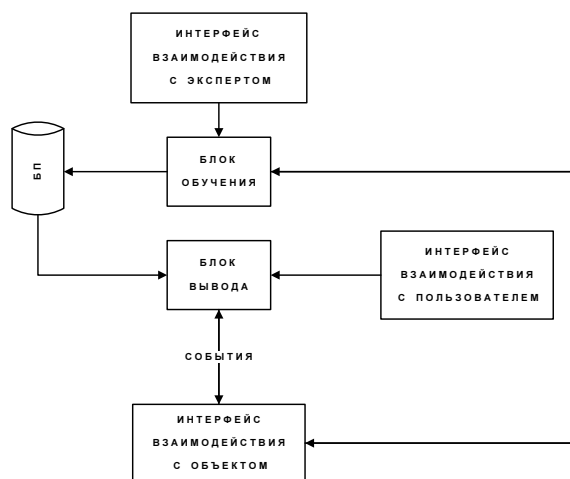 ИНТЕРФЕЙС
ВЗАИМОДЕЙСТВИЯ
С ЭКСПЕРТОМ
БП
БЛОК
ОБУЧЕНИЯ
БЛОК
ВЫВОДА
ИНТЕРФЕЙС
ВЗАИМОДЕЙСТВИЯ
С ПОЛЬЗОВАТЕЛЕМ
СОБЫТИЯ
ИНТЕРФЕЙС
ВЗАИМОДЕЙСТВИЯ
С ОБЪЕКТОМ